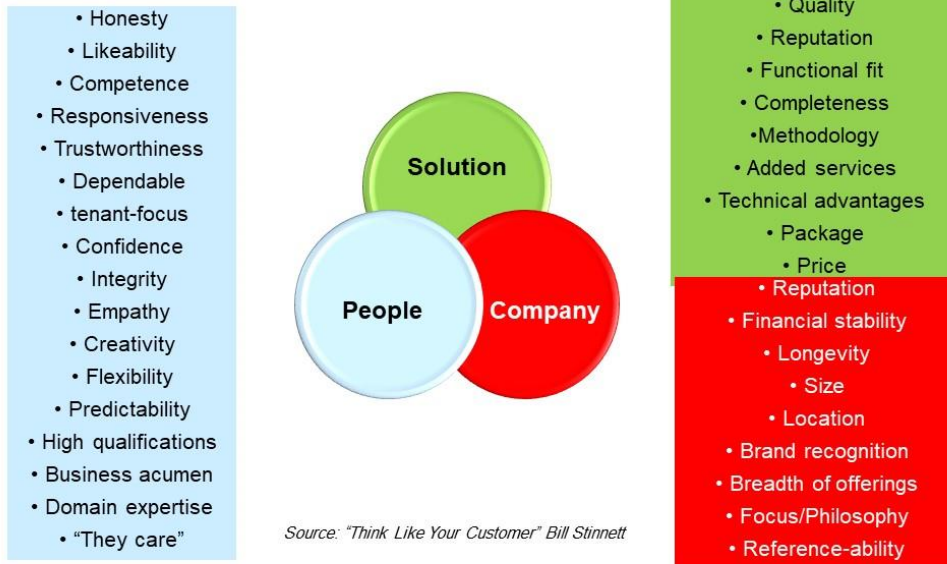 • Honesty
• Likeability
• Competence
• Responsiveness
• Trustworthiness
• Dependable
• tenant-focus
• Confidence
• Integrity
• Empathy
• Creativity
• Flexibility
• Predictability
• High qualifications
• Business acumen
• Domain expertise
• “They care”
Solution
People
Company
Source: “Think Like Your Customer” Bill Stinnett
• Quality
• Reputation
• Functional fit
• Completeness
•Methodology
• Added services
• Technical advantages
• Package
• Price
• Reputation
• Financial stability
• Longevity
• Size
• Location
• Brand recognition
• Breadth of offerings
• Focus/Philosophy
• Reference-ability